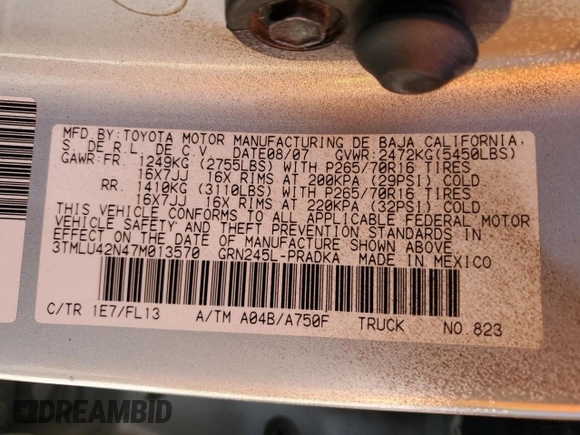 MFD.BY:TOYOTA MOTOR MANUFACTURING DE BAJA CALIFORNIA,
S. DE R.L. DE C.V. DATE08/07 GVWR:2472KG(5450LBS)
GAWR:FR. 1249KG (2755LBS) WITH P265/70R16 TIRES
16X7JJ 16X RIMS AT 200KPA (29PSI) COLD
RR. 1410KG (3110LBS) WITH P265/70R16 TIRES
16X7JJ 16X RIMS AT 220KPA (32PSI) COLD
THIS VEHICLE CONFORMS TO ALL APPLICABLE FEDERAL MOTOR
VEHICLE SAFETY AND THEFT PREVENTION STANDARDS IN
EFFECT ON THE DATE OF MANUFACTURE SHOWN ABOVE
3TMLU42N47M013570 GRN245L-PRADKA MADE IN MEXICO
C/TR 1E7/FL13 A/TM A04B/A750F TRUCK NO 823
DREAMBID